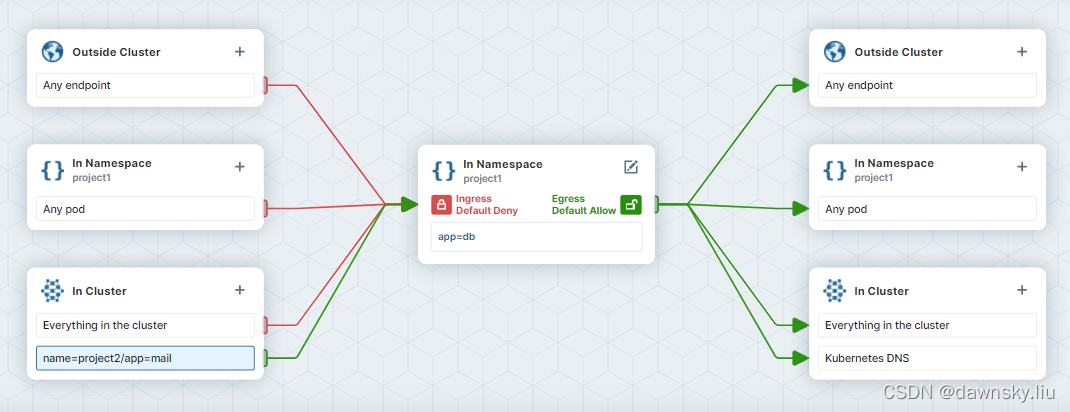 Outside Cluster
Any endpoint
In Namespace
project1
Any pod
In Cluster
Everything in the cluster
name=project2/app=mail
In Namespace
project1
Ingress
Default Deny
Egress
Default Allow
app=db
Outside Cluster
Any endpoint
In Namespace
project1
Any pod
In Cluster
Everything in the cluster
Kubernetes DNS
CSDN @dawnsky.liu